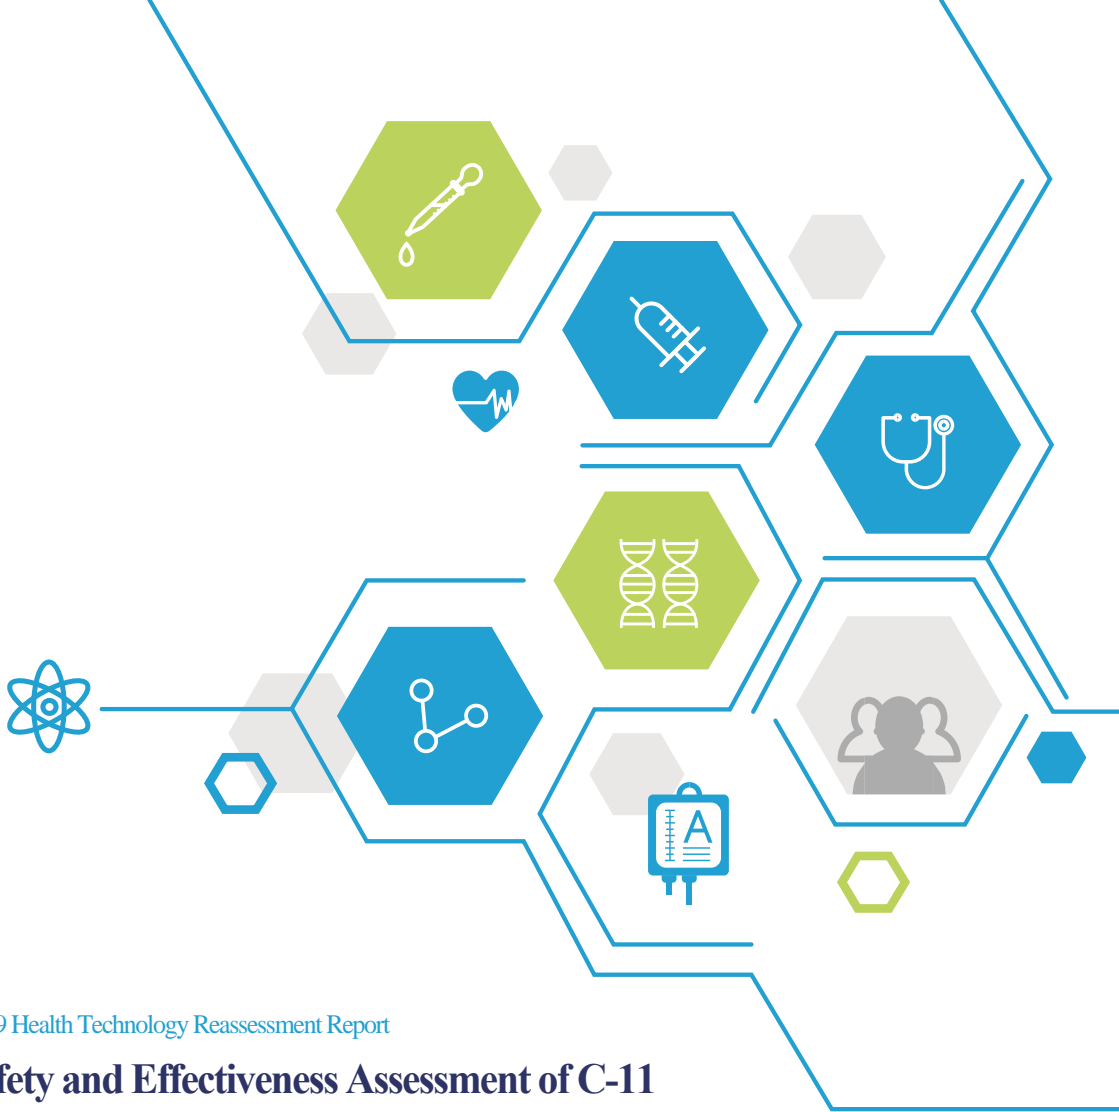 9 Health Technology Reassessment Report
fety and Effectiveness Assessment of C-11
A